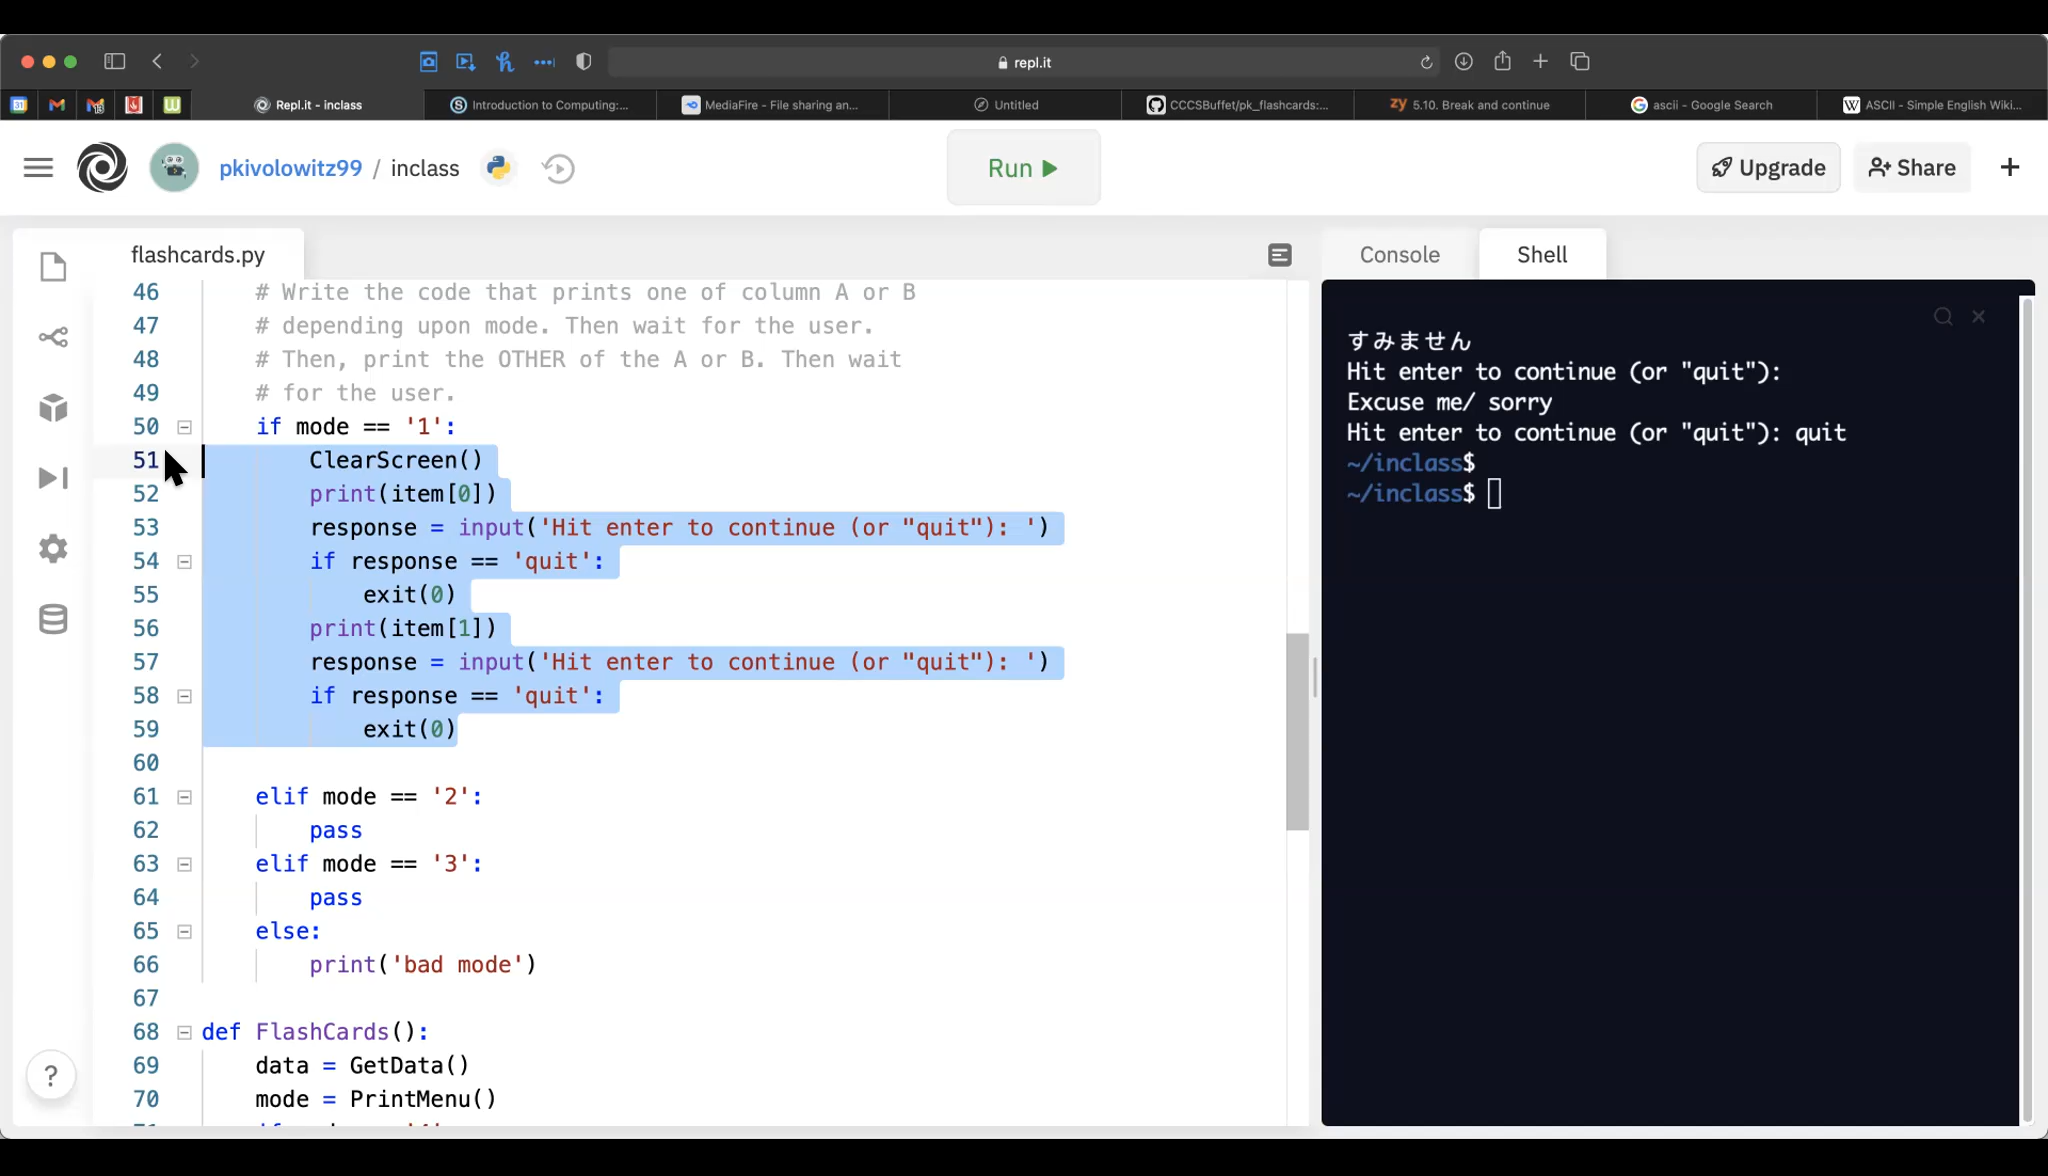 repl.it
31
Repl.it - inclass
Introduction to Computing:...
MediaFire - File sharing an...
Untitled
CCCSBuffet/pk_flashcards:...
zy 5.10. Break and continue
ascii - Google Search
W ASCII - Simple English Wiki...
pkivolowitz99 / inclass
Run
Upgrade
Share
flashcards.py
46 # Write the code that prints one of column A or B
47 # depending upon mode. Then wait for the user.
48 # Then, print the OTHER of the A or B. Then wait
49 # for the user.
50 if mode == '1':
51 ClearScreen()
52 print(item[0])
53 response = input('Hit enter to continue (or "quit"): ')
54 if response == 'quit':
55 exit(0)
56 print(item[1])
57 response = input('Hit enter to continue (or "quit"): ')
58 if response == 'quit':
59 exit(0)
60
61 elif mode == '2':
62 pass
63 elif mode == '3':
64 pass
65 else:
66 print('bad mode')
67
68 def FlashCards():
69 data = GetData()
70 mode = PrintMenu()
?
Console
Shell
すみません
Hit enter to continue (or "quit"):
Excuse me/ sorry
Hit enter to continue (or "quit"): quit
~/inclass$
~/inclass$